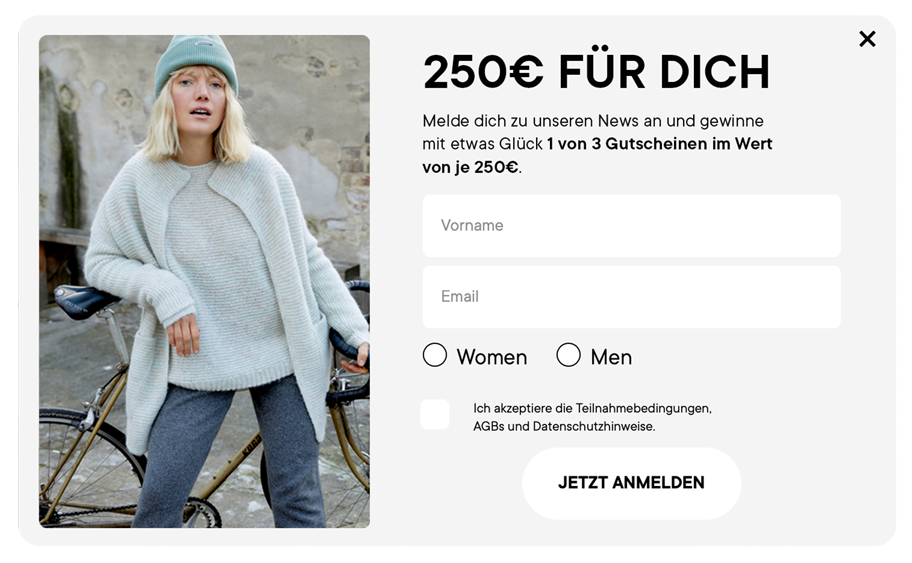 250€ FÜR DICH
Melde dich zu unseren News an und gewinne
mit etwas Glück 1 von 3 Gutscheinen im Wert
von je 250€.
Vorname
Email
Women
Men
Ich akzeptiere die Teilnahmebedingungen,
AGBs und Datenschutzhinweise.
JETZT ANMELDEN